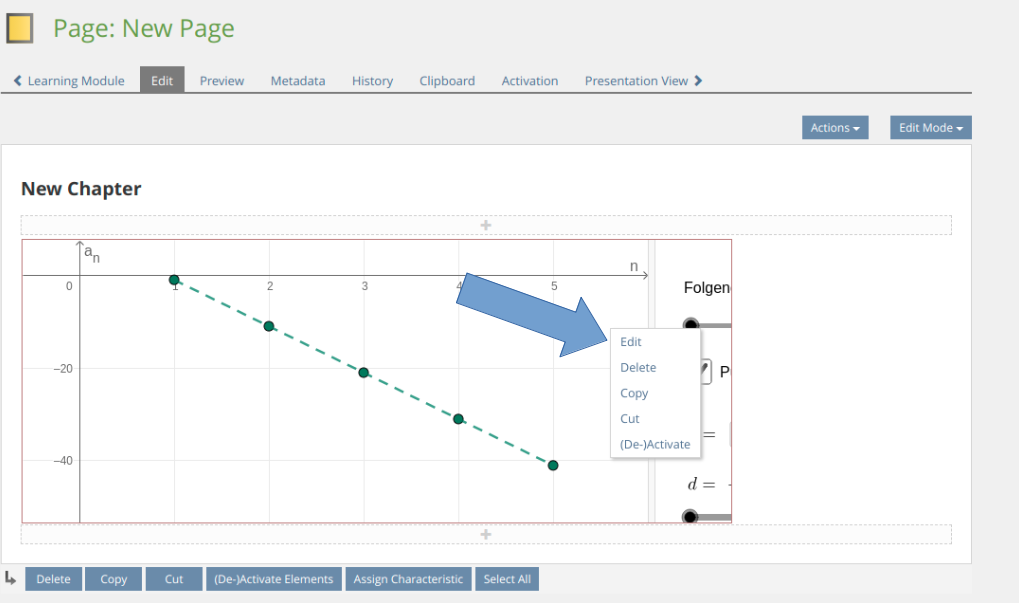 Page: New Page
Learning Module Edit Preview Metadata History Clipboard Activation Presentation View
Actions Edit Mode
New Chapter
+
an
n
0 1 2 3 4 5
Folgen
Edit
Delete
Copy
Cut
(De-)Activate
P
=
−20
−40
d =
+
Delete Copy Cut (De-)Activate Elements Assign Characteristic Select All